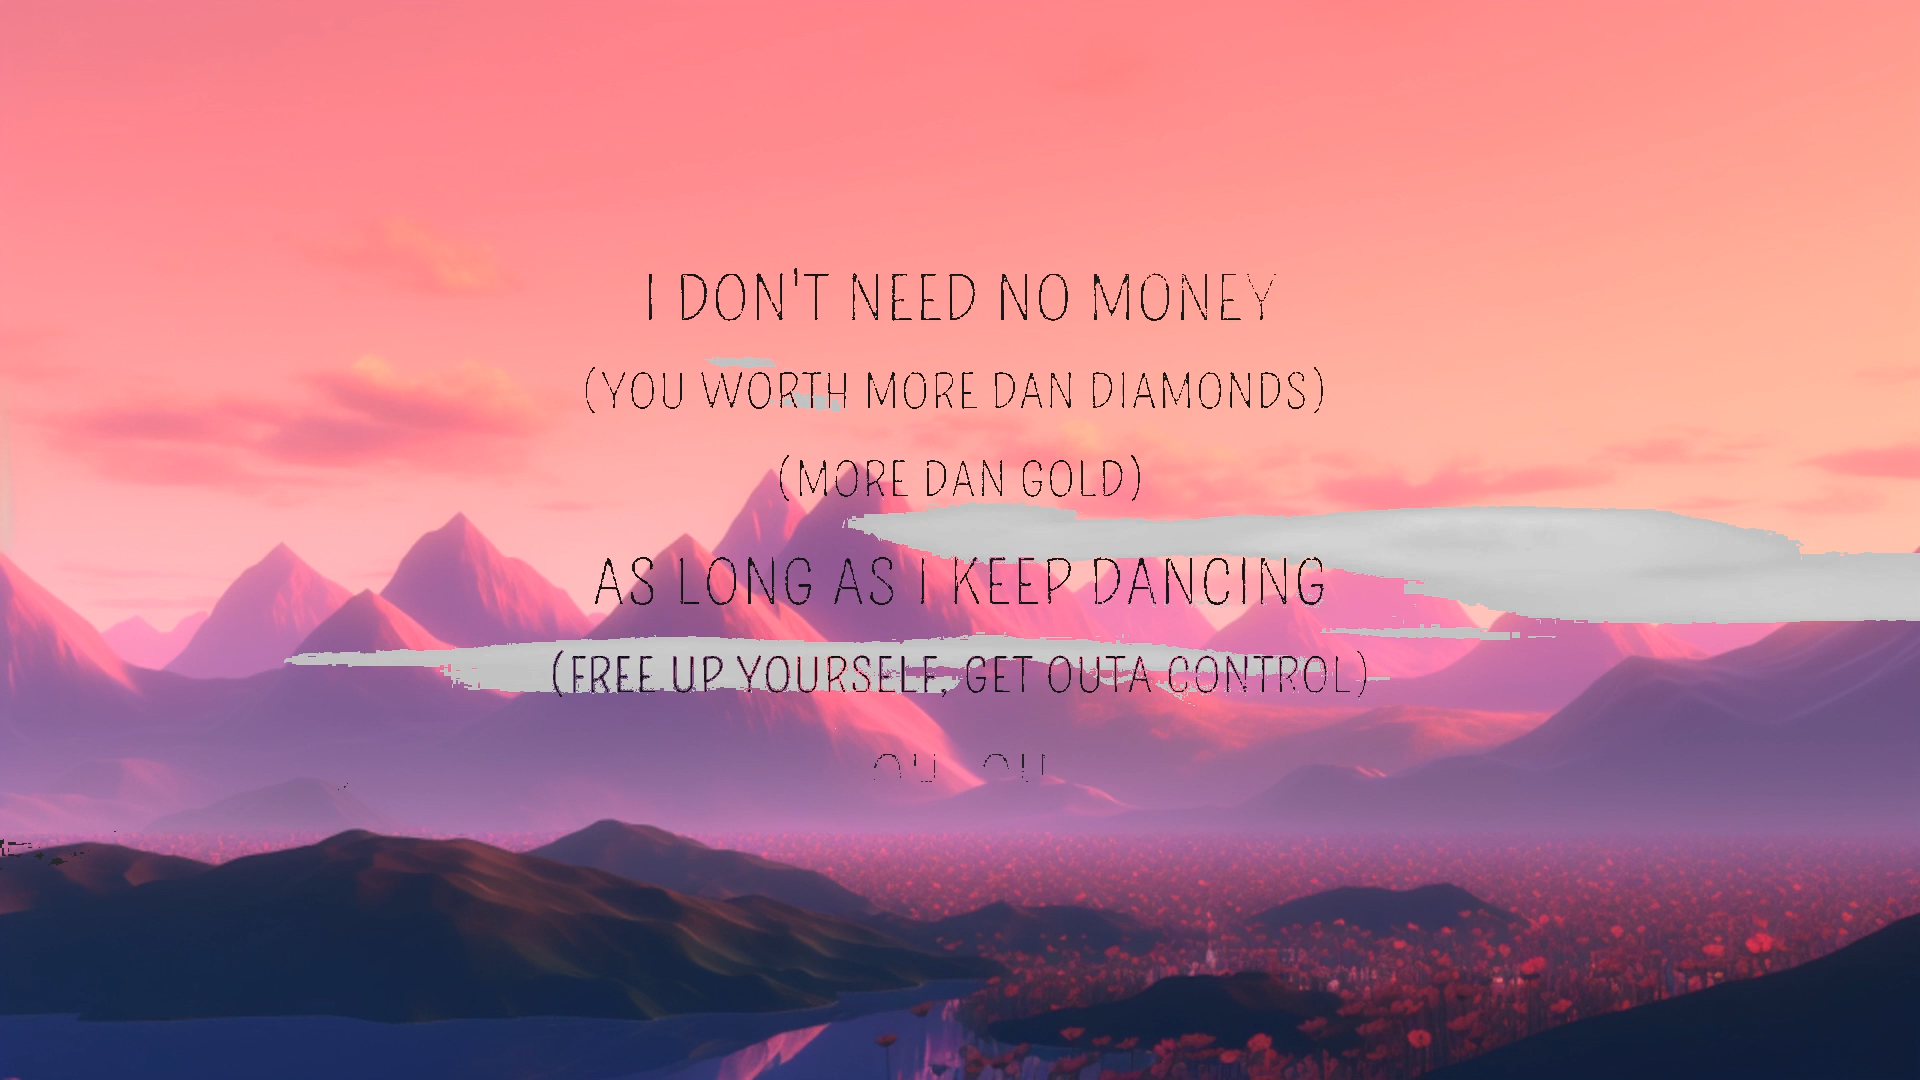 I DON'T NEED NO MONEY
(YOU WORTH MORE DAN DIAMONDS)
(MORE DAN GOLD)
AS LONG AS I KEEP DANCING
(FREE UP YOURSELF, GET OUTA CONTROL)